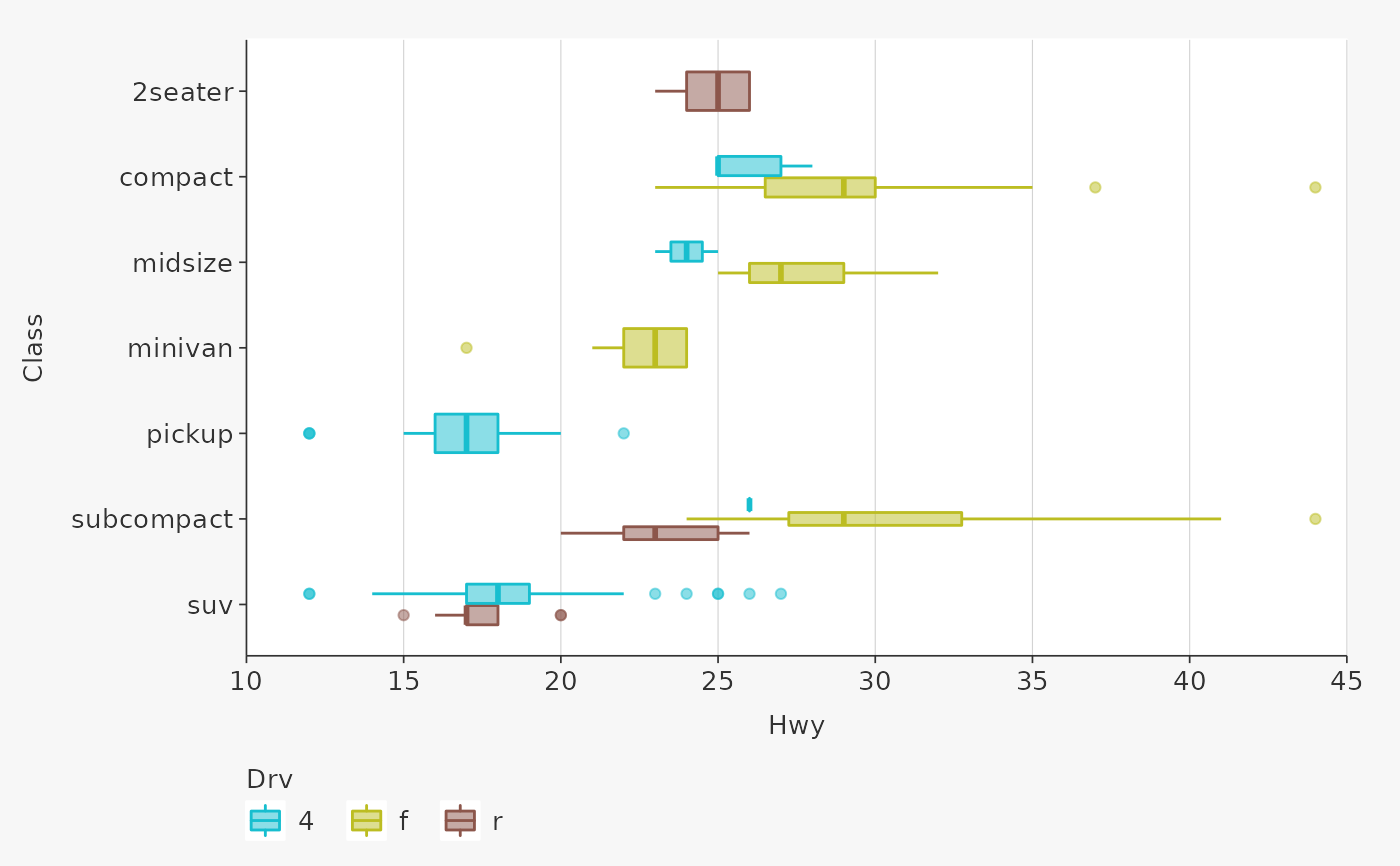 Class
2seater
compact
midsize
minivan
pickup
subcompact
suv
10 15 20 25 30 35 40 45
Hwy
Drv
4 f r